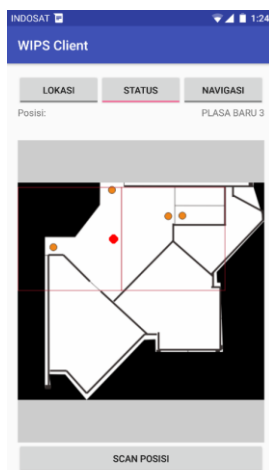 INDOSAT 1:24
WIPS Client
LOKASI STATUS NAVIGASI
Posisi: PLASA BARU 3
SCAN POSISI